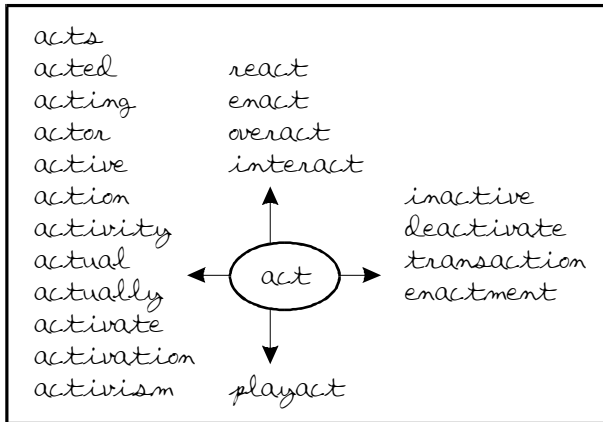 acts
acted
acting
actor
active
action
activity
actual
actually
activate
activation
activism
react
enact
overact
interact
act
playact
inactive
deactivate
transaction
enactment